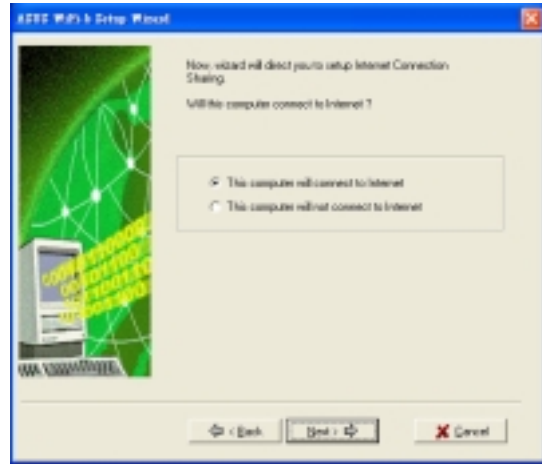 ASUS WiFi-b Setup Wizard
Now, wizard will direct you to setup Internet Connection
Sharing.
Will this computer connect to Internet ?
This computer will connect to Internet
This computer will not connect to Internet
< Back
Next >
Cancel